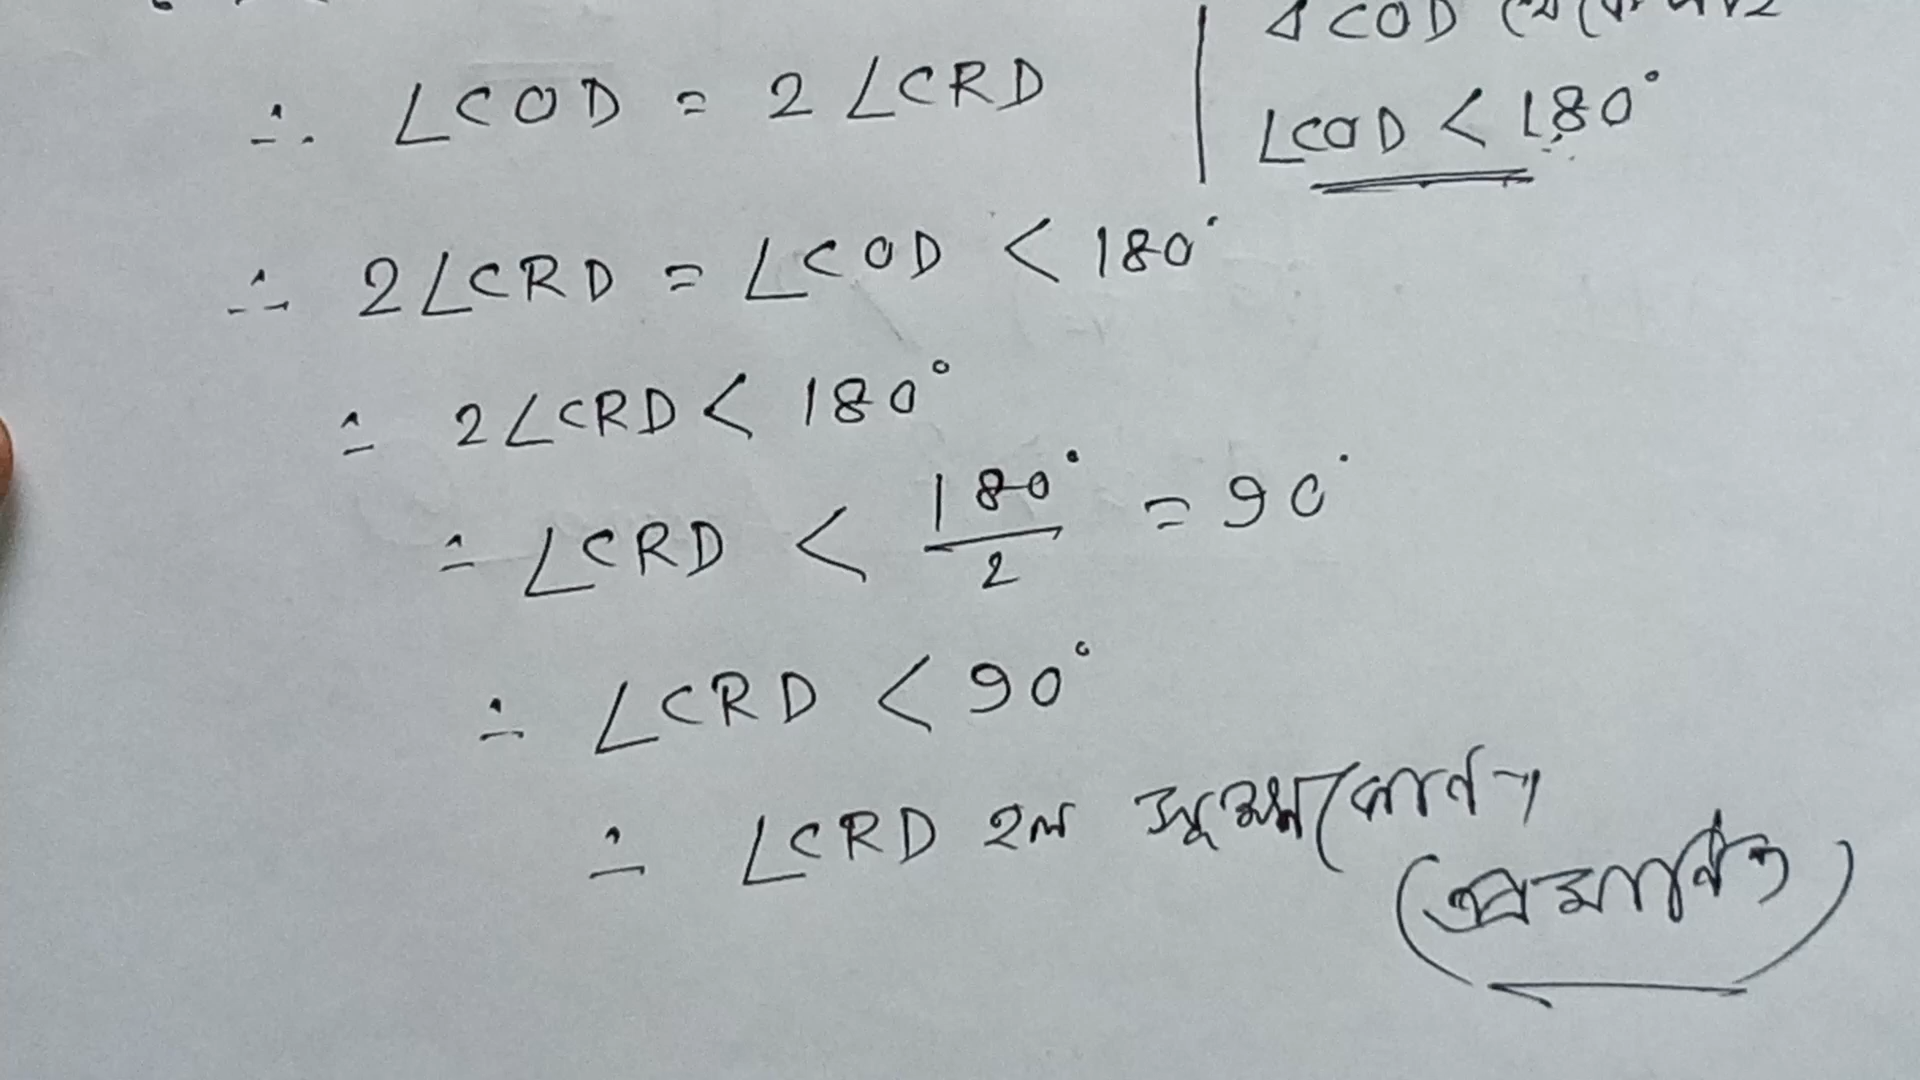 COD
∴ ∠COD = 2 ∠CRD
∠COD < 180°
∴ 2∠CRD = ∠COD < 180°
∴ 2∠CRD < 180°
∴ ∠CRD < 180°/2 = 90°
∴ ∠CRD < 90°
∴ ∠CRD হল সূক্ষ্মকোণ।
(প্রমাণিত)